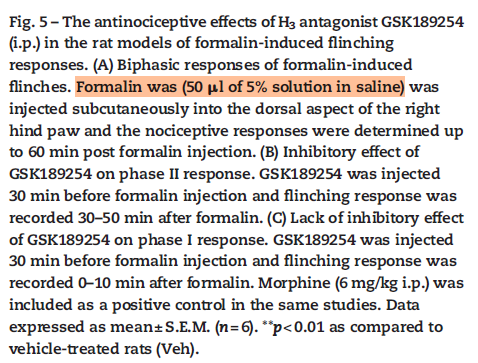 Fig. 5 – The antinociceptive effects of H₃ antagonist GSK189254
(i.p.) in the rat models of formalin-induced flinching
responses. (A) Biphasic responses of formalin-induced
flinches. Formalin was (50 μl of 5% solution in saline) was
injected subcutaneously into the dorsal aspect of the right
hind paw and the nociceptive responses were determined up
to 60 min post formalin injection. (B) Inhibitory effect of
GSK189254 on phase II response. GSK189254 was injected
30 min before formalin injection and flinching response was
recorded 30–50 min after formalin. (C) Lack of inhibitory effect
of GSK189254 on phase I response. GSK189254 was injected
30 min before formalin injection and flinching response was
recorded 0–10 min after formalin. Morphine (6 mg/kg i.p.) was
included as a positive control in the same studies. Data
expressed as mean±S.E.M. (n=6). **p<0.01 as compared to
vehicle-treated rats (Veh).